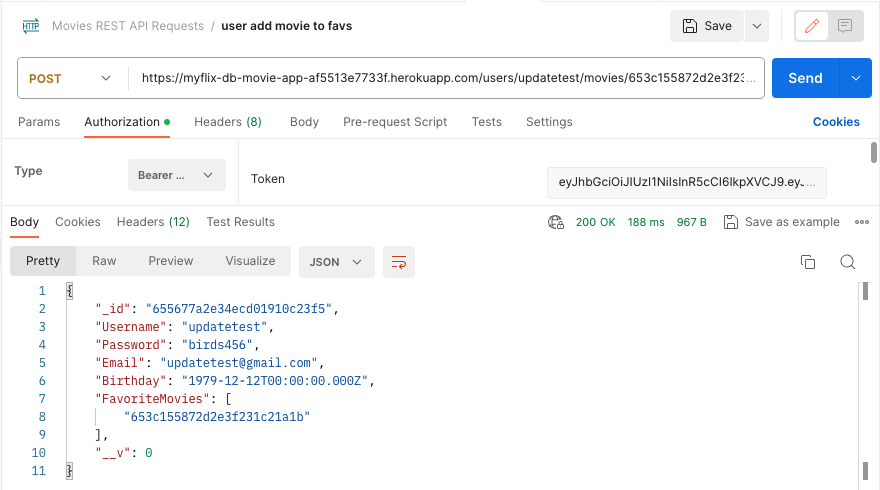 HTTP Movies REST API Requests / user add movie to favs Save
POST https://myflix-db-movie-app-af5513e7733f.herokuapp.com/users/updatetest/movies/653c155872d2e3f23... Send
Params Authorization Headers (8) Body Pre-request Script Tests Settings Cookies
Type Bearer ... Token eyJhbGciOiJIUzI1NiIsInR5cCI6IkpXVCJ9.ey...
Body Cookies Headers (12) Test Results 200 OK 188 ms 967 B Save as example
Pretty Raw Preview Visualize JSON
1 {
2 "_id": "655677a2e34ecd01910c23f5",
3 "Username": "updatetest",
4 "Password": "birds456",
5 "Email": "updatetest@gmail.com",
6 "Birthday": "1979-12-12T00:00:00.000Z",
7 "FavoriteMovies": [
8 "653c155872d2e3f231c21a1b"
9 ],
10 "__v": 0
11 }